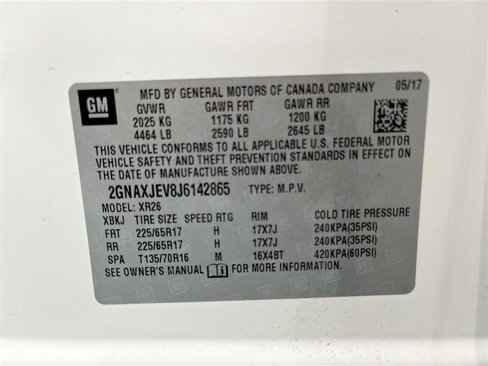 GM
MFD BY GENERAL MOTORS OF CANADA COMPANY 05/17
GVWR GAWR FRT GAWR RR
2025 KG 1175 KG 1200 KG
4464 LB 2590 LB 2645 LB
THIS VEHICLE CONFORMS TO ALL APPLICABLE U.S. FEDERAL MOTOR
VEHICLE SAFETY AND THEFT PREVENTION STANDARDS IN EFFECT ON
THE DATE OF MANUFACTURE SHOWN ABOVE.
2GNAXJEV8J6142865 TYPE: M.P.V.
MODEL: XR26
XBKJ TIRE SIZE SPEED RTG RIM COLD TIRE PRESSURE
FRT 225/65R17 H 17X7J 240KPA(35PSI)
RR 225/65R17 H 17X7J 240KPA(35PSI)
SPA T135/70R16 M 16X4BT 420KPA(60PSI)
SEE OWNER'S MANUAL FOR MORE INFORMATION